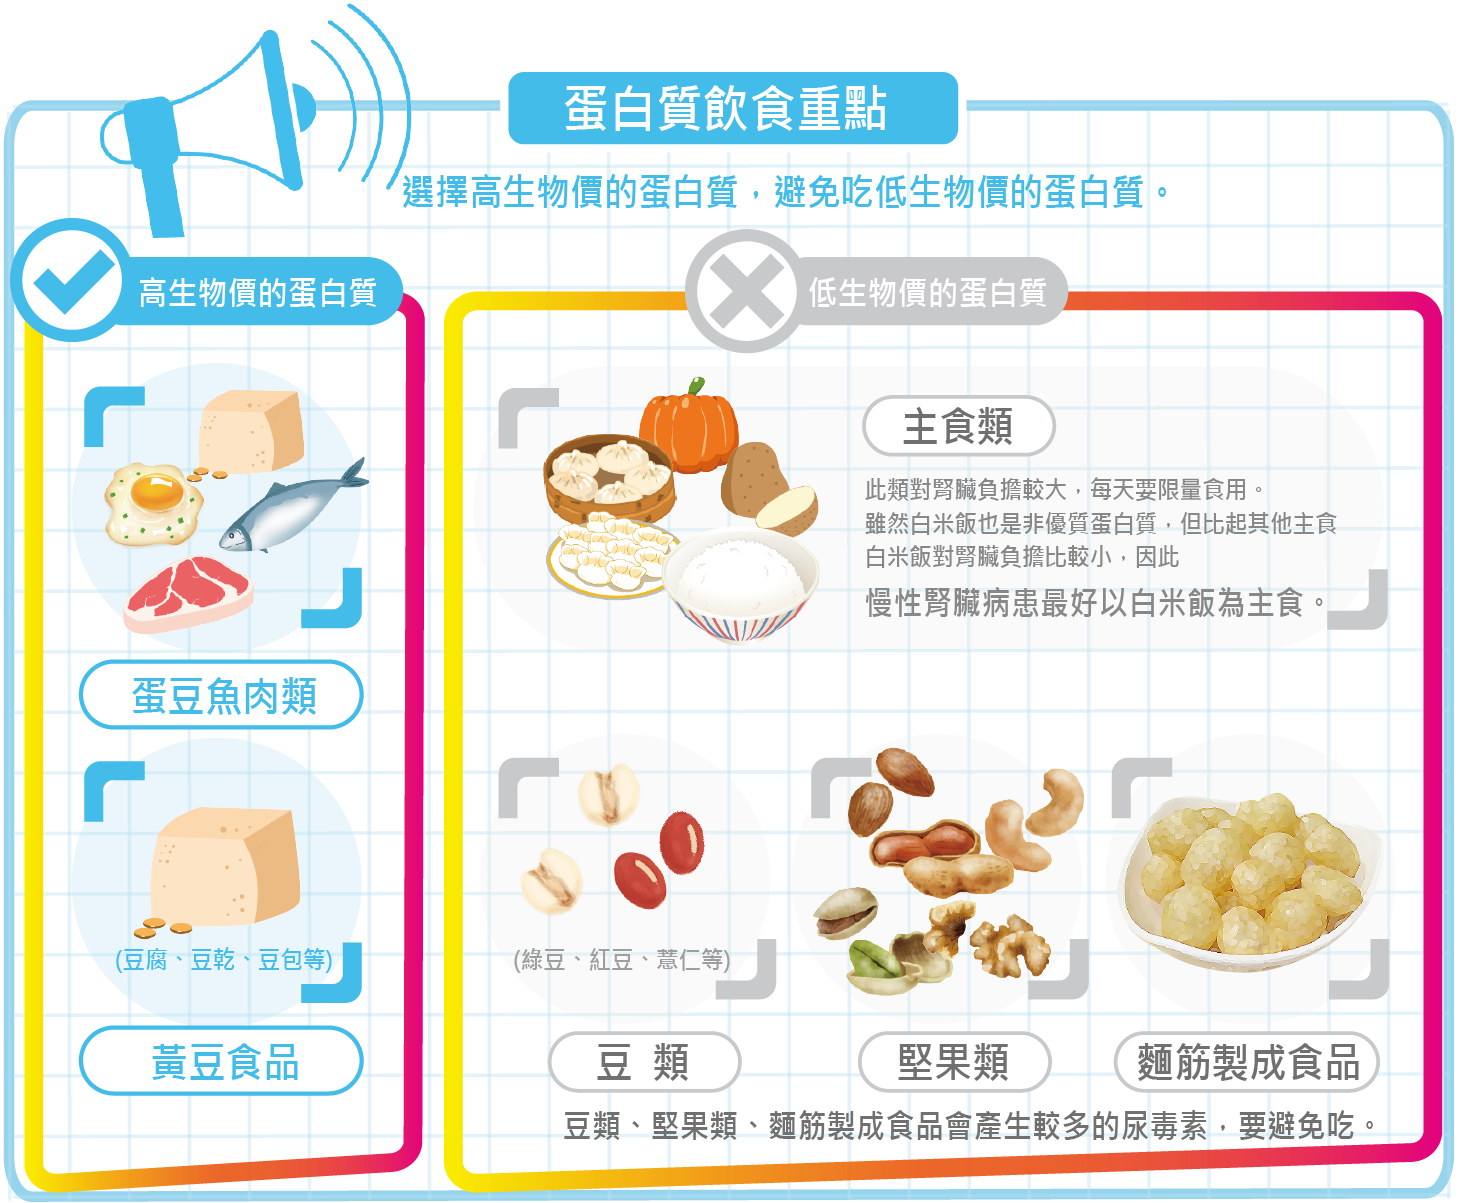 蛋白質飲食重點
選擇高生物價的蛋白質，避免吃低生物價的蛋白質。
高生物價的蛋白質
蛋豆魚肉類
(豆腐、豆乾、豆包等)
黃豆食品
低生物價的蛋白質
主食類
此類對腎臟負擔較大，每天要限量食用。
雖然白米飯也是非優質蛋白質，但比起其他主食
白米飯對腎臟負擔比較小，因此
慢性腎臟病患最好以白米飯為主食。
(綠豆、紅豆、薏仁等)
豆 類
堅果類
麵筋製成食品
豆類、堅果類、麵筋製成食品會產生較多的尿毒素，要避免吃。